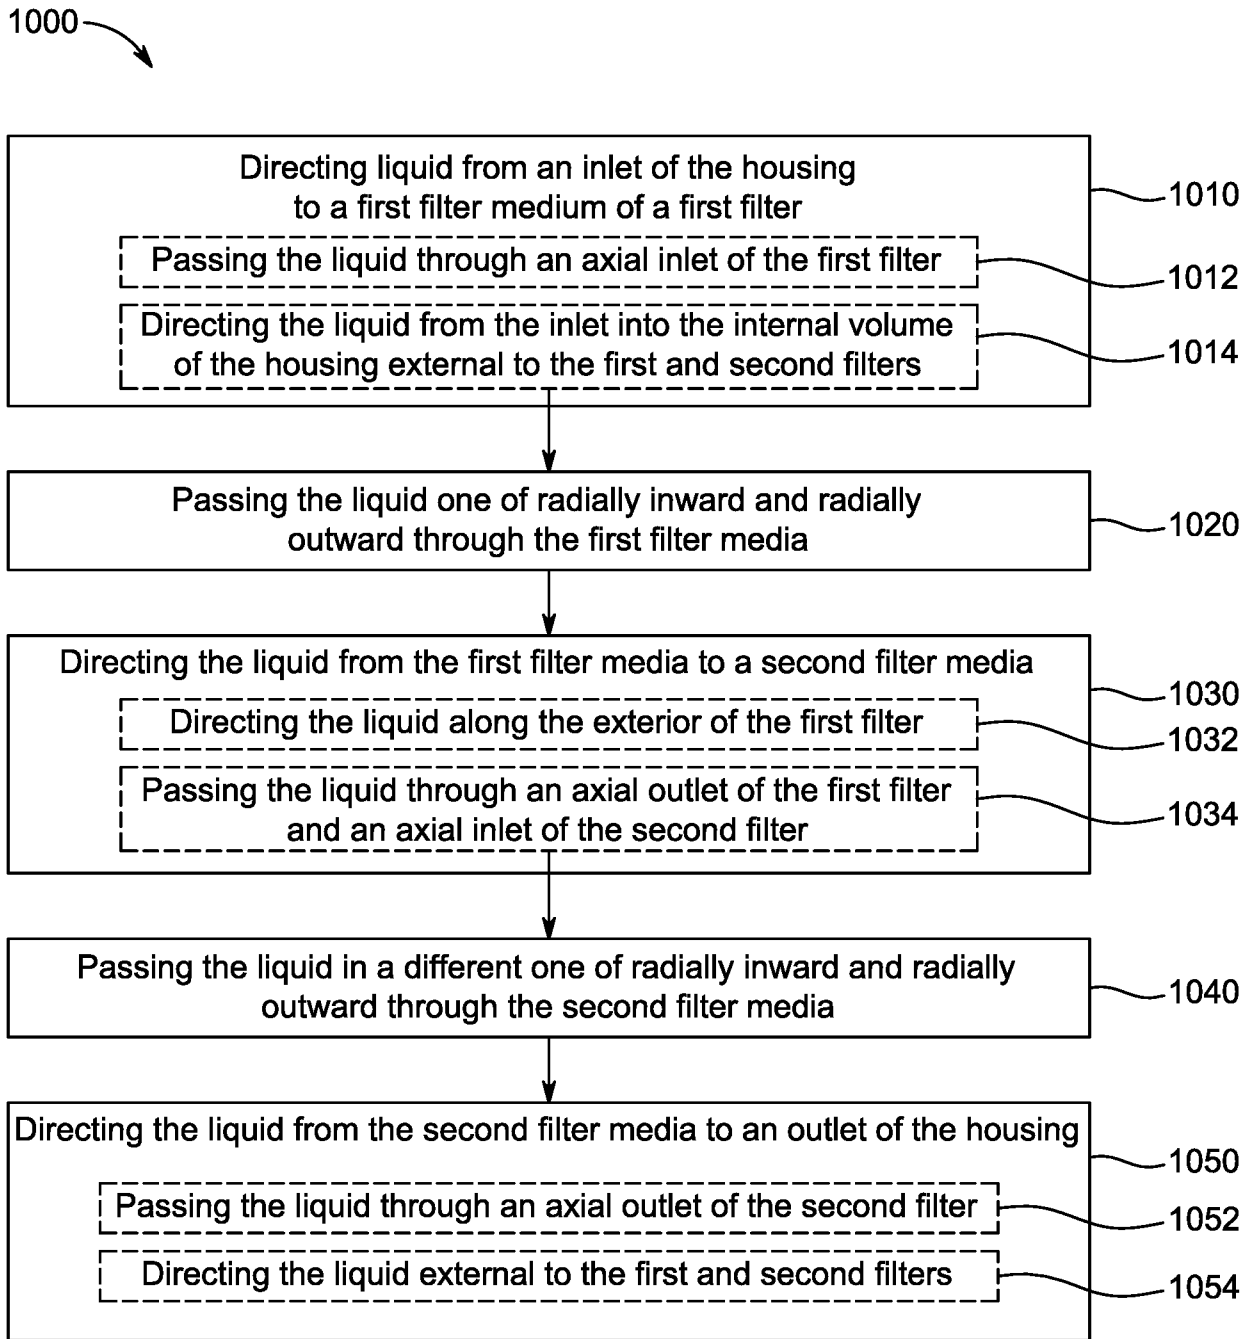 1000
Directing liquid from an inlet of the housing
to a first filter medium of a first filter
1010
Passing the liquid through an axial inlet of the first filter
1012
Directing the liquid from the inlet into the internal volume
of the housing external to the first and second filters
1014
Passing the liquid one of radially inward and radially
outward through the first filter media
1020
Directing the liquid from the first filter media to a second filter media
1030
Directing the liquid along the exterior of the first filter
1032
Passing the liquid through an axial outlet of the first filter
and an axial inlet of the second filter
1034
Passing the liquid in a different one of radially inward and radially
outward through the second filter media
1040
Directing the liquid from the second filter media to an outlet of the housing
1050
Passing the liquid through an axial outlet of the second filter
1052
Directing the liquid external to the first and second filters
1054